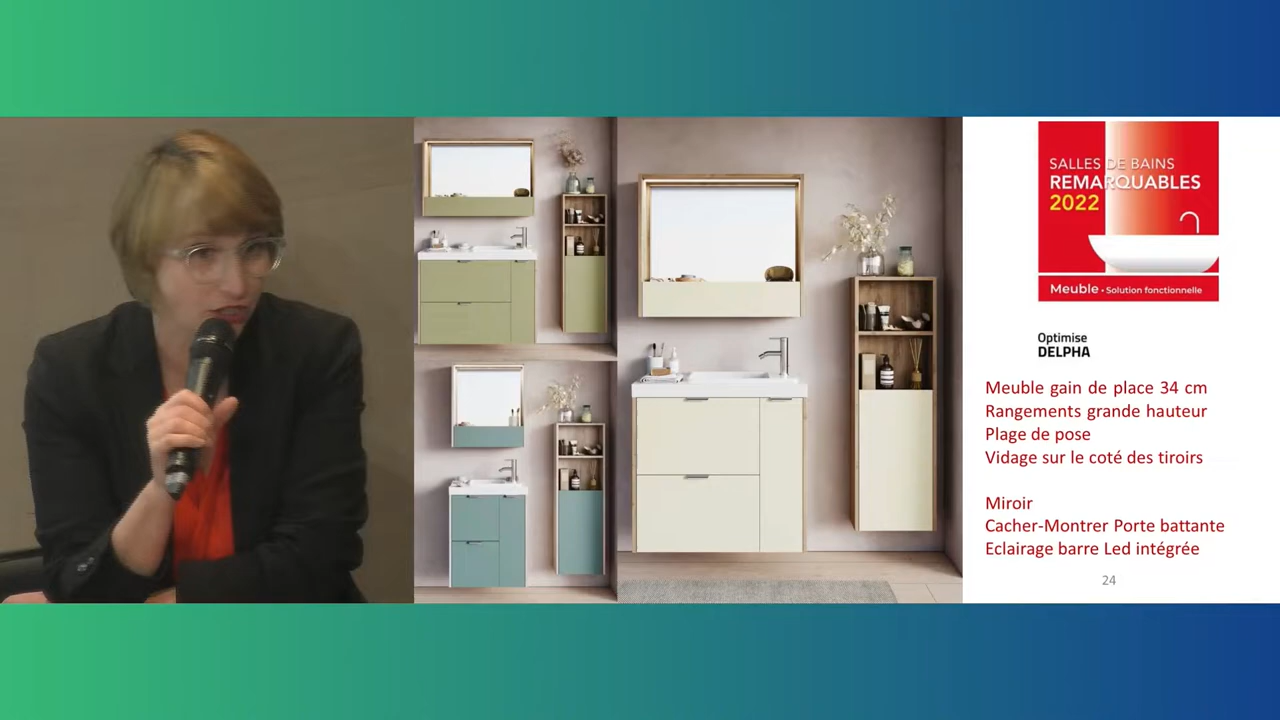 SALLES DE BAINS
REMARQUABLES
2022
Meuble • Solution fonctionnelle
Optimise
DELPHA
Meuble gain de place 34 cm
Rangements grande hauteur
Plage de pose
Vidage sur le coté des tiroirs
Miroir
Cacher-Montrer Porte battante
Eclairage barre Led intégrée
24